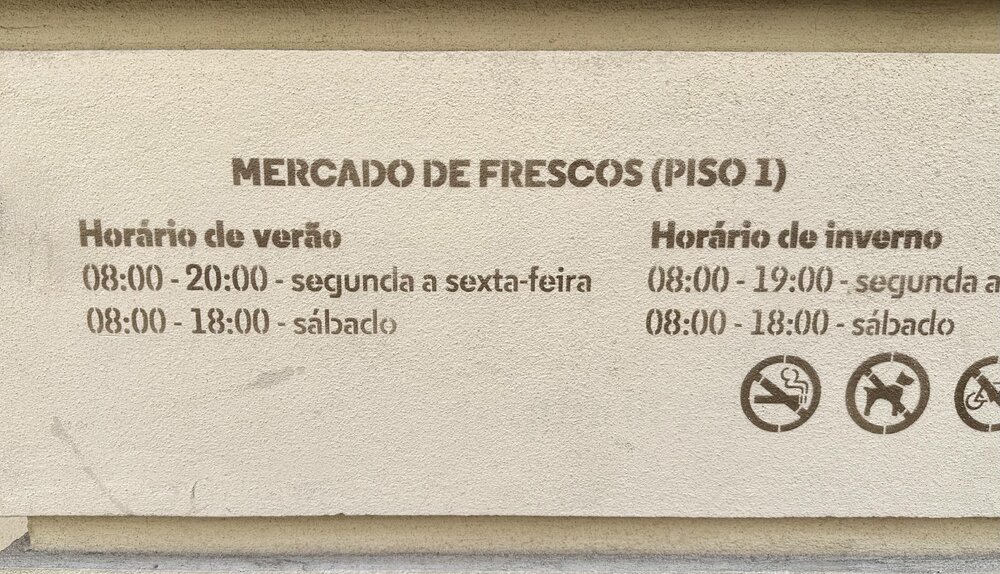 MERCADO DE FRESCOS (PISO 1)
Horário de verão
08:00 - 20:00 - segunda a sexta-feira
08:00 - 18:00 - sábado
Horário de inverno
08:00 - 19:00 - segunda a
08:00 - 18:00 - sábado